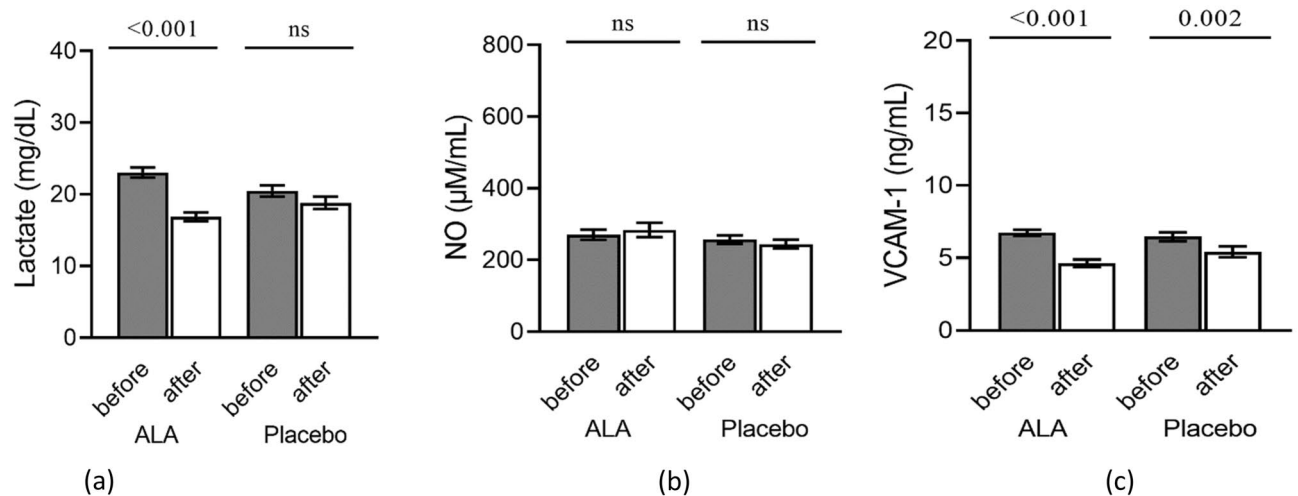 <0.001 ns
Lactate (mg/dL)
40
30
20
10
0
before after before after
ALA Placebo
(a)
ns ns
NO (µM/mL)
800
600
400
200
0
before after before after
ALA Placebo
(b)
<0.001 0.002
VCAM-1 (ng/mL)
20
15
10
5
0
before after before after
ALA Placebo
(c)